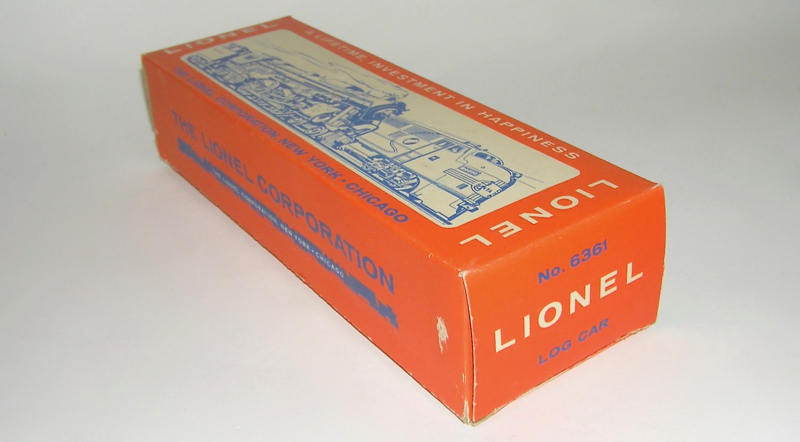 LIONEL
A LIFETIME INVESTMENT IN HAPPINESS
THE LIONEL CORPORATION NEW YORK • CHICAGO
LIONEL
THE LIONEL CORPORATION
THE LIONEL CORPORATION, NEW YORK • CHICAGO
No. 6361
LIONEL
LOG CAR